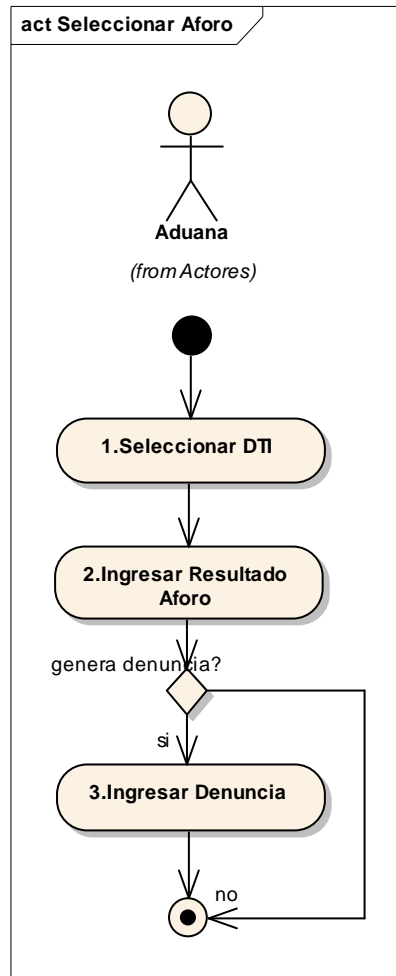 act Seleccionar Aforo
Aduana
(from Actores)
1.Seleccionar DTI
2.Ingresar Resultado
Aforo
genera denuncia?
si
3.Ingresar Denuncia
no